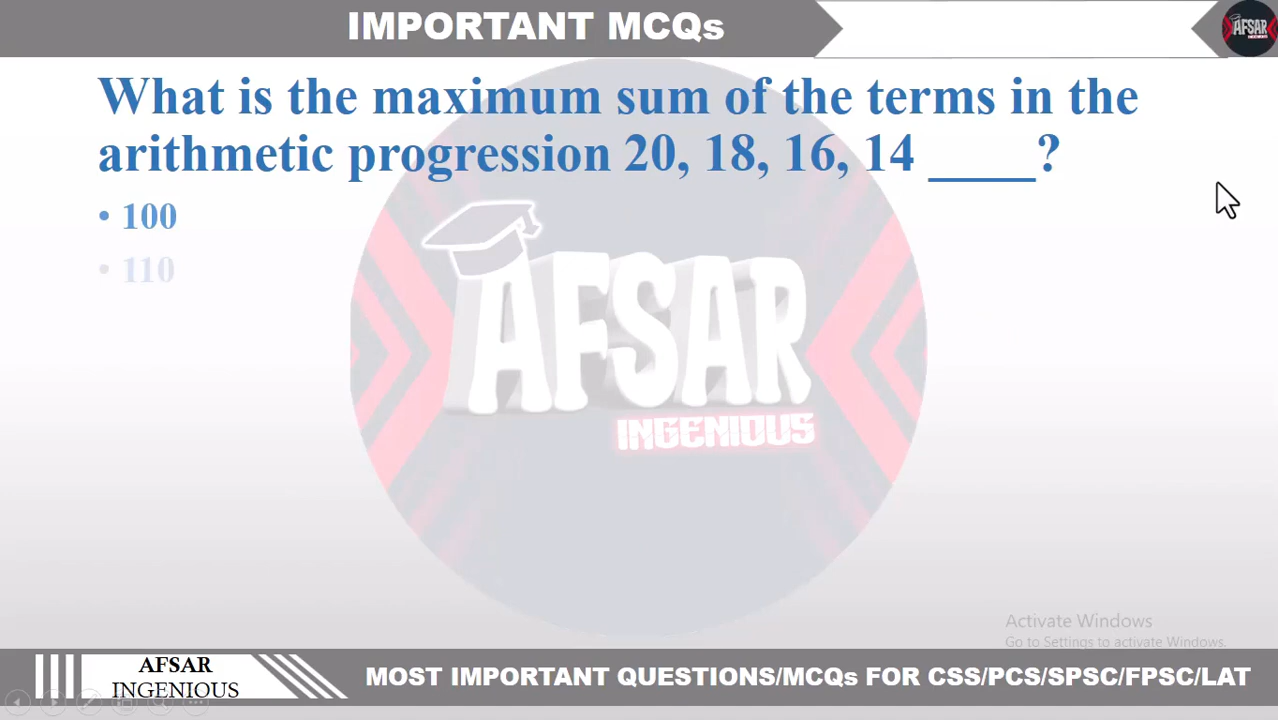 IMPORTANT MCQs
AFSAR
What is the maximum sum of the terms in the
arithmetic progression 20, 18, 16, 14 ____?
• 100
• 110
AFSAR
INGENIOUS
Activate Windows
Go to Settings to activate Windows.
AFSAR
INGENIOUS
MOST IMPORTANT QUESTIONS/MCQs FOR CSS/PCS/SPSC/FPSC/LAT